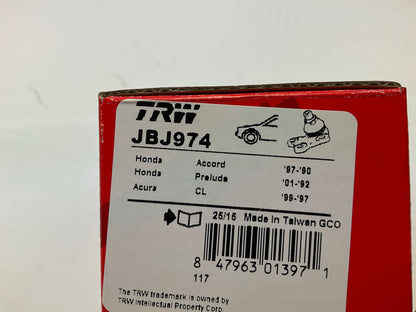 TRW
JBJ974
Honda Accord '97-'90
Honda Prelude '01-'92
Acura CL '99-'97
25/15 Made in Taiwan GCO
8 47963 01397 1
117
The TRW trademark is owned by
TRW Intellectual Property Corp.